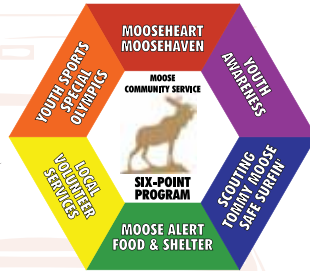 MOOSEHEART
MOOSEHAVEN
YOUTH SPORTS
SPECIAL
OLYMPICS
MOOSE
COMMUNITY SERVICE
YOUTH
AWARENESS
SIX-POINT
PROGRAM
LOCAL
VOLUNTEER
SERVICES
SCOUTING
TOMMY MOOSE
SAFE SURFIN
MOOSE ALERT
FOOD & SHELTER